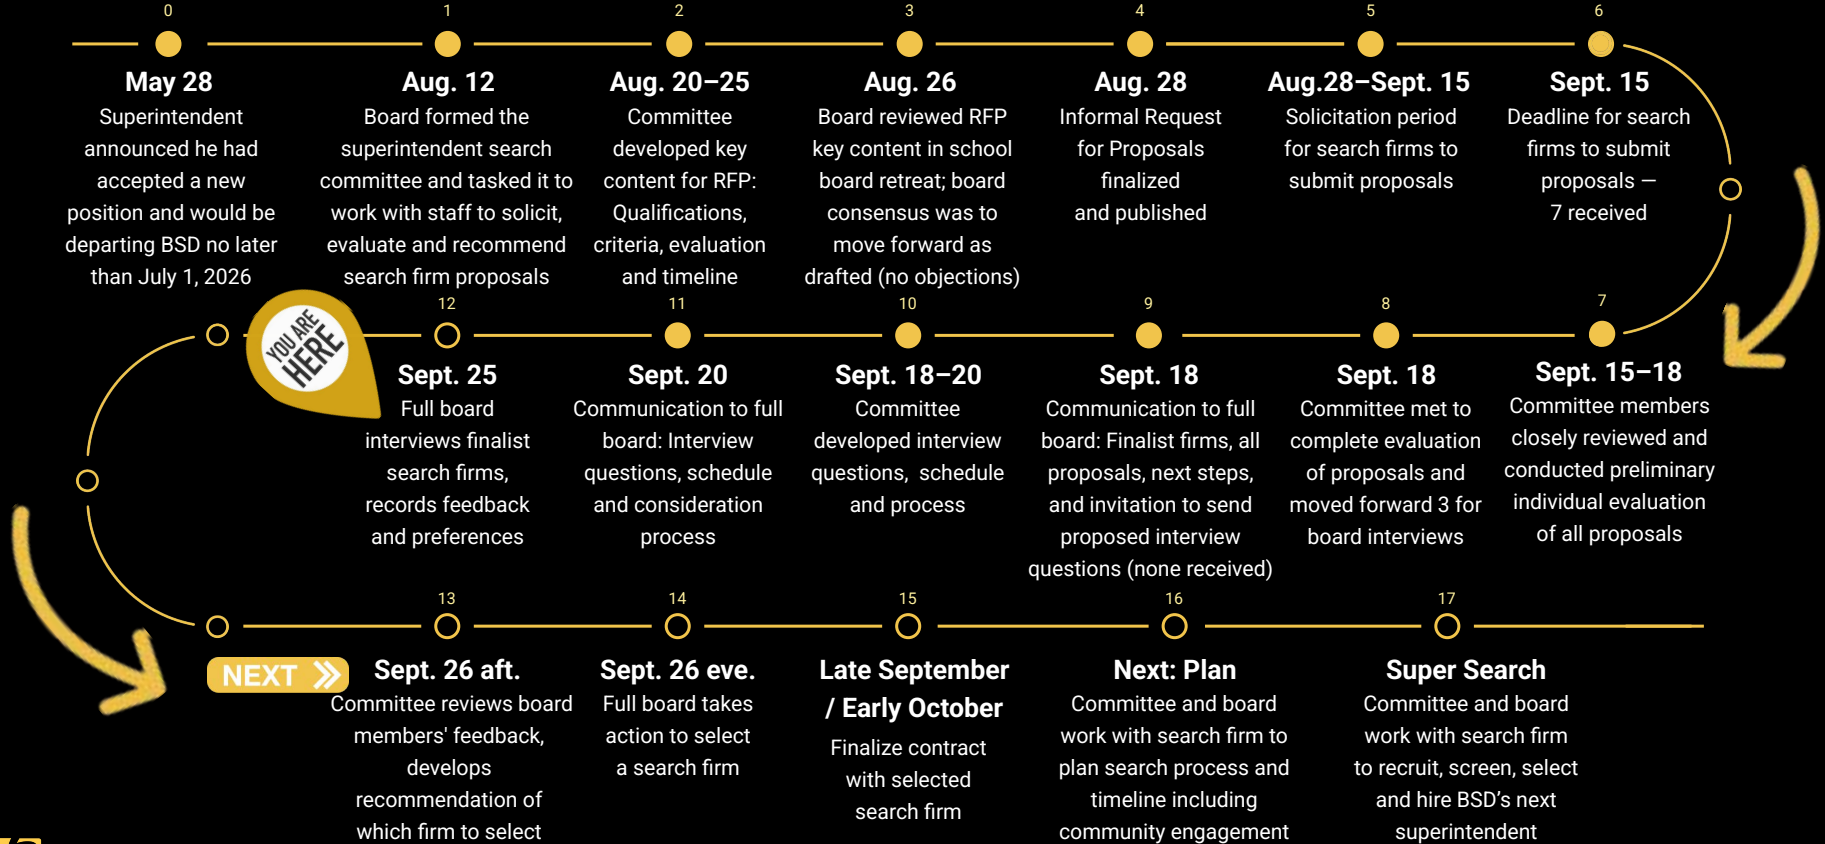 0
May 28
Superintendent
announced he had
accepted a new
position and would be
departing BSD no later
than July 1, 2026
1
Aug. 12
Board formed the
superintendent search
committee and tasked it to
work with staff to solicit,
evaluate and recommend
search firm proposals
2
Aug. 20–25
Committee
developed key
content for RFP:
Qualifications,
criteria, evaluation
and timeline
3
Aug. 26
Board reviewed RFP
key content in school
board retreat; board
consensus was to
move forward as
drafted (no objections)
4
Aug. 28
Informal Request
for Proposals
finalized
and published
5
Aug.28–Sept. 15
Solicitation period
for search firms to
submit proposals
6
Sept. 15
Deadline for search
firms to submit
proposals —
7 received
7
Sept. 15–18
Committee members
closely reviewed and
conducted preliminary
individual evaluation
of all proposals
8
Sept. 18
Committee met to
complete evaluation
of proposals and
moved forward 3 for
board interviews
9
Sept. 18
Communication to full
board: Finalist firms, all
proposals, next steps,
and invitation to send
proposed interview
questions (none received)
10
Sept. 18–20
Committee
developed interview
questions, schedule
and process
11
Sept. 20
Communication to full
board: Interview
questions, schedule
and consideration
process
12
Sept. 25
Full board
interviews finalist
search firms,
records feedback
and preferences
YOU ARE
HERE
NEXT
13
Sept. 26 aft.
Committee reviews board
members' feedback,
develops
recommendation of
which firm to select
14
Sept. 26 eve.
Full board takes
action to select
a search firm
15
Late September
/ Early October
Finalize contract
with selected
search firm
16
Next: Plan
Committee and board
work with search firm to
plan search process and
timeline including
community engagement
17
Super Search
Committee and board
work with search firm
to recruit, screen, select
and hire BSD’s next
superintendent